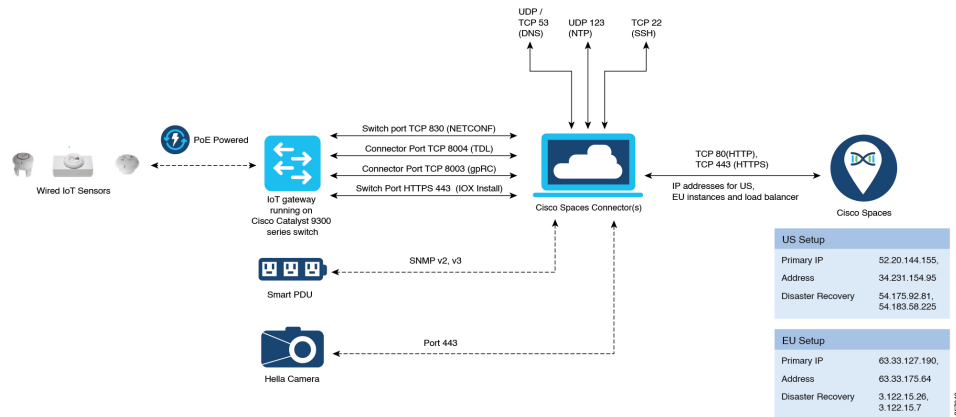 UDP /
TCP 53
(DNS)
UDP 123
(NTP)
TCP 22
(SSH)
PoE Powered
Wired IoT Sensors
IoT gateway
running on
Cisco Catalyst 9300
series switch
Switch port TCP 830 (NETCONF)
Connector Port TCP 8004 (TDL)
Connector Port TCP 8003 (gpRC)
Switch Port HTTPS 443 (IOX Install)
Cisco Spaces Connector(s)
TCP 80(HTTP),
TCP 443 (HTTPS)
IP addresses for US,
EU instances and load balancer
Cisco Spaces
SNMP v2, v3
Smart PDU
Port 443
Hella Camera
US Setup
Primary IP 52.20.144.155,
Address 34.231.154.95
Disaster Recovery 54.175.92.81,
54.183.58.225
EU Setup
Primary IP 63.33.127.190,
Address 63.33.175.64
Disaster Recovery 3.122.15.26,
3.122.15.7